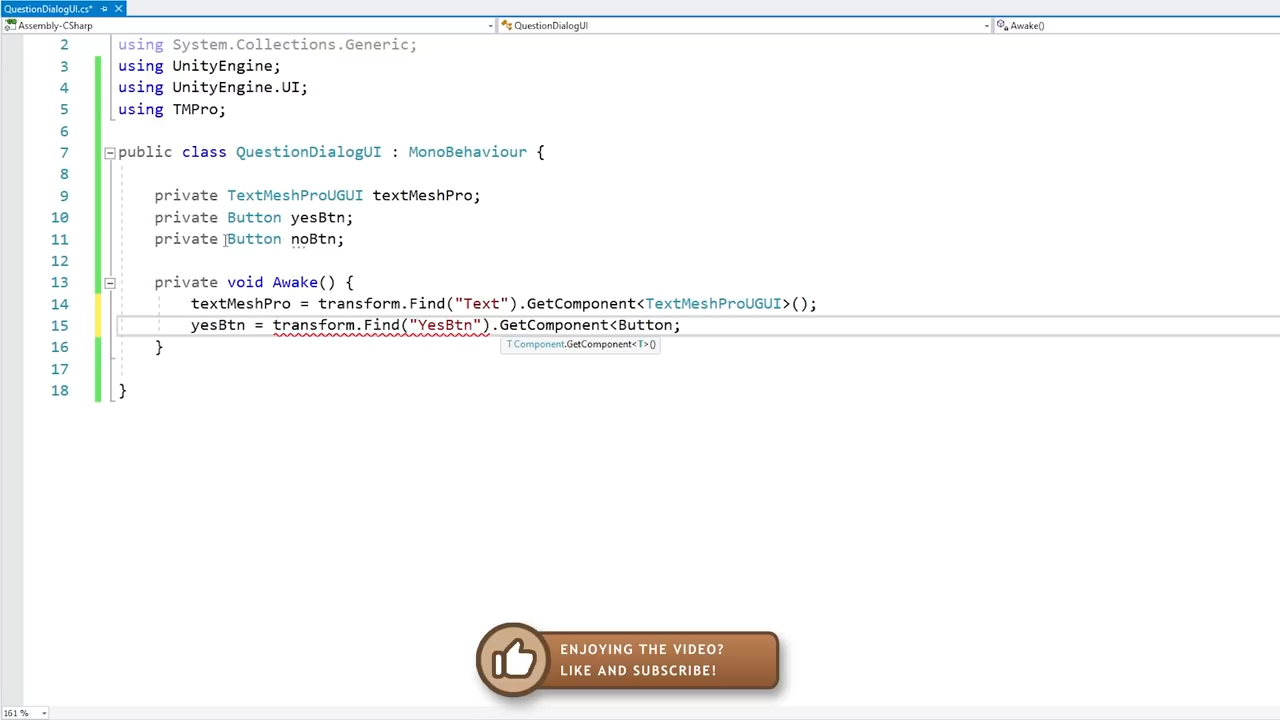 QuestionDialogUI.cs*
Assembly-CSharp QuestionDialogUI Awake()
2 using System.Collections.Generic;
3 using UnityEngine;
4 using UnityEngine.UI;
5 using TMPro;
6
7 public class QuestionDialogUI : MonoBehaviour {
8
9 private TextMeshProUGUI textMeshPro;
10 private Button yesBtn;
11 private Button noBtn;
12
13 private void Awake() {
14 textMeshPro = transform.Find("Text").GetComponent<TextMeshProUGUI>();
15 yesBtn = transform.Find("YesBtn").GetComponent<Button;
T Component.GetComponent<T>()
16 }
17
18 }
ENJOYING THE VIDEO?
LIKE AND SUBSCRIBE!
161 %